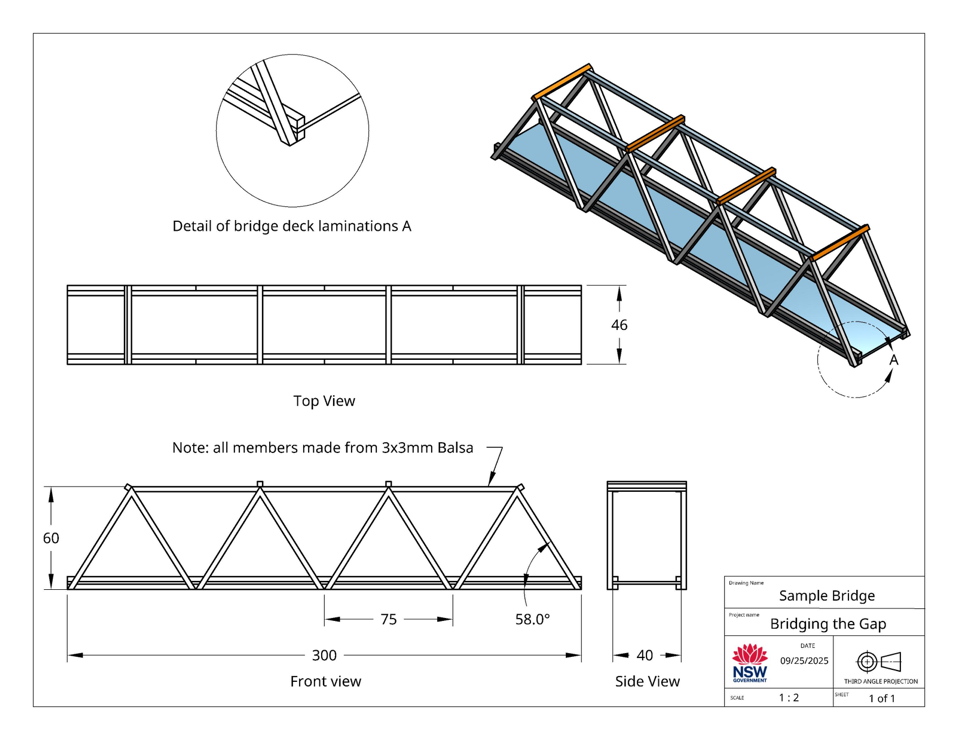 Detail of bridge deck laminations A
A
46
Top View
Note: all members made from 3x3mm Balsa
60
75
58.0°
300
40
Front view
Side View
Drawing Name
Sample Bridge
Project name
Bridging the Gap
NSW
GOVERNMENT
DATE
09/25/2025
THIRD ANGLE PROJECTION
SCALE
1 : 2
SHEET
1 of 1